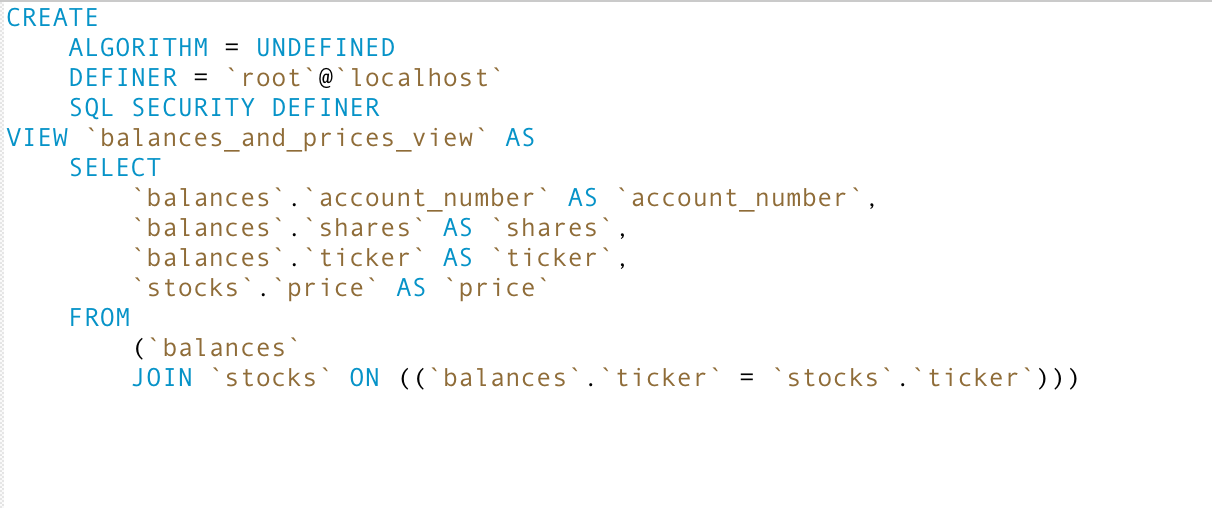 CREATE
    ALGORITHM = UNDEFINED
    DEFINER = `root`@`localhost`
    SQL SECURITY DEFINER
VIEW `balances_and_prices_view` AS
    SELECT
        `balances`.`account_number` AS `account_number`,
        `balances`.`shares` AS `shares`,
        `balances`.`ticker` AS `ticker`,
        `stocks`.`price` AS `price`
    FROM
        (`balances`
        JOIN `stocks` ON ((`balances`.`ticker` = `stocks`.`ticker`)))